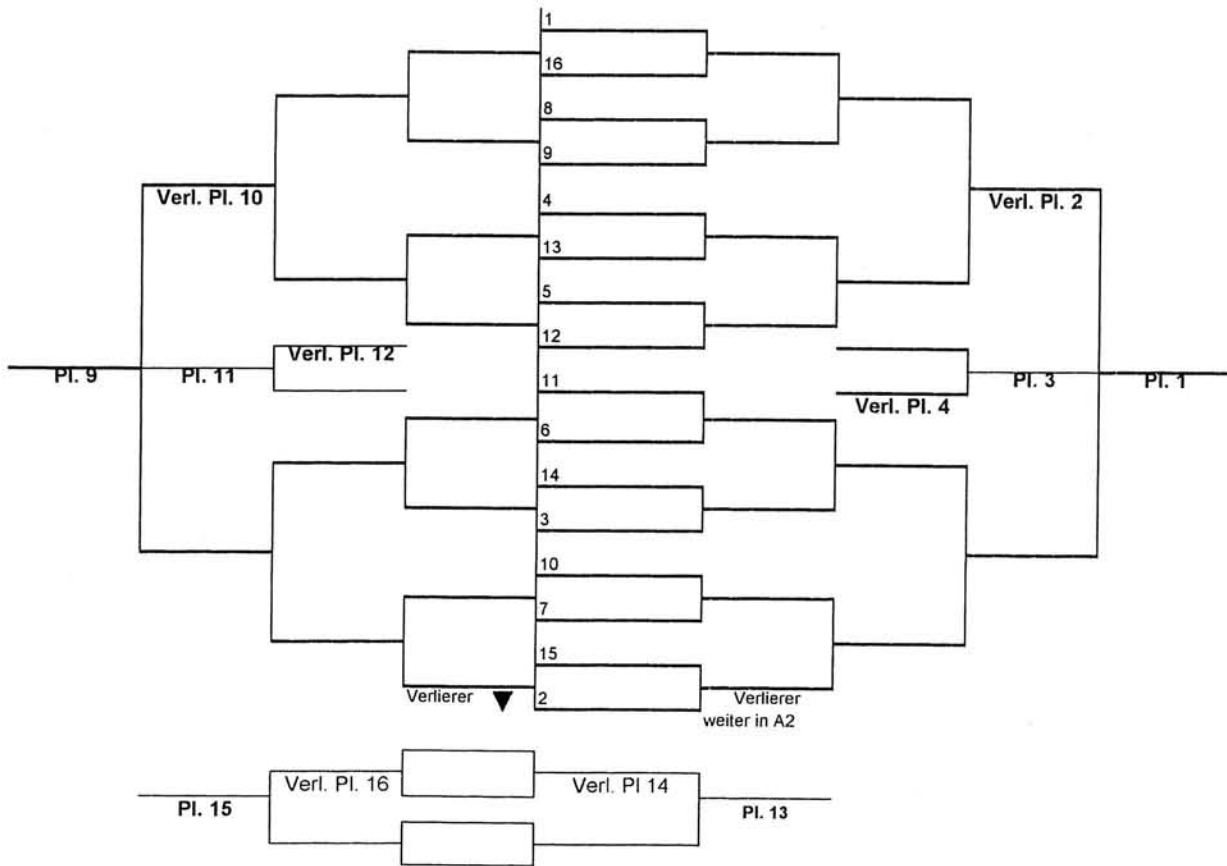 1
16
8
9
Verl. Pl. 10
Verl. Pl. 2
4
13
5
12
Verl. Pl. 12
Pl. 9
Pl. 11
Pl. 3
Pl. 1
11
Verl. Pl. 4
6
14
3
10
7
15
Verlierer
2
Verlierer
weiter in A2
Verl. Pl. 16
Verl. Pl 14
Pl. 15
Pl. 13